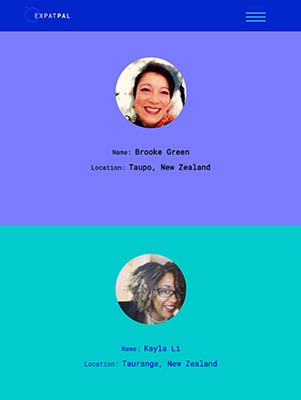 EXPATPAL
Name: Brooke Green
Location: Taupo, New Zealand
Name: Kayla Li
Location: Tauranga, New Zealand